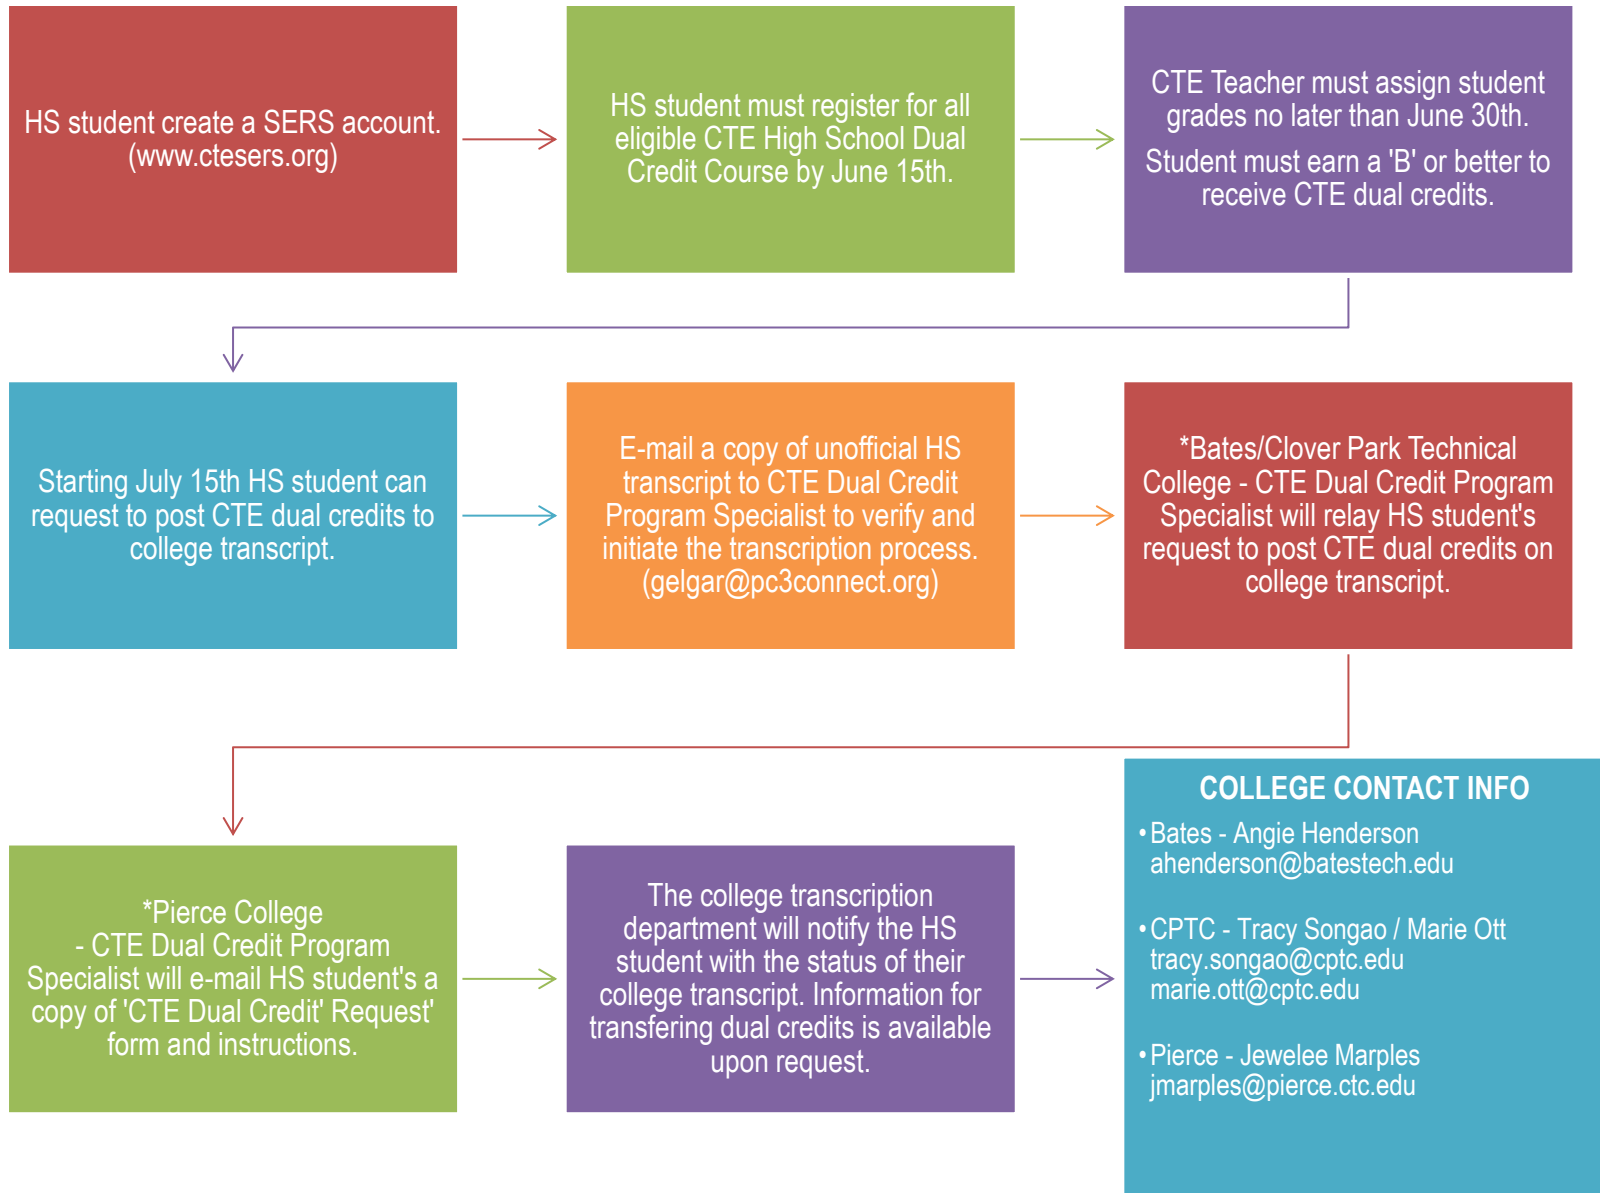 HS student create a SERS account.
(www.ctesers.org)
HS student must register for all
eligible CTE High School Dual
Credit Course by June 15th.
CTE Teacher must assign student
grades no later than June 30th.
Student must earn a 'B' or better to
receive CTE dual credits.
Starting July 15th HS student can
request to post CTE dual credits to
college transcript.
E-mail a copy of unofficial HS
transcript to CTE Dual Credit
Program Specialist to verify and
initiate the transcription process.
(gelgar@pc3connect.org)
*Bates/Clover Park Technical
College - CTE Dual Credit Program
Specialist will relay HS student's
request to post CTE dual credits on
college transcript.
*Pierce College
- CTE Dual Credit Program
Specialist will e-mail HS student's a
copy of 'CTE Dual Credit' Request'
form and instructions.
The college transcription
department will notify the HS
student with the status of their
college transcript. Information for
transfering dual credits is available
upon request.
COLLEGE CONTACT INFO
• Bates - Angie Henderson
ahenderson@batestech.edu
• CPTC - Tracy Songao / Marie Ott
tracy.songao@cptc.edu
marie.ott@cptc.edu
• Pierce - Jewelee Marples
jmarples@pierce.ctc.edu